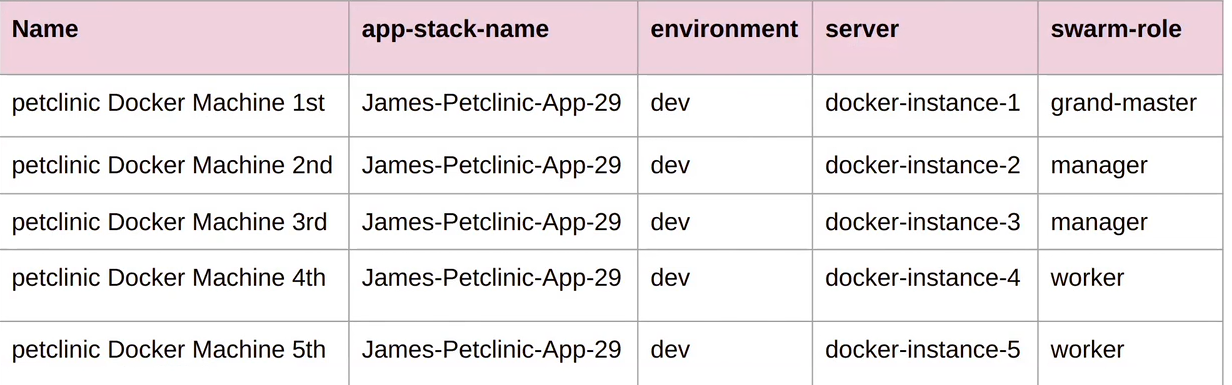 Name app-stack-name environment server swarm-role
petclinic Docker Machine 1st James-Petclinic-App-29 dev docker-instance-1 grand-master
petclinic Docker Machine 2nd James-Petclinic-App-29 dev docker-instance-2 manager
petclinic Docker Machine 3rd James-Petclinic-App-29 dev docker-instance-3 manager
petclinic Docker Machine 4th James-Petclinic-App-29 dev docker-instance-4 worker
petclinic Docker Machine 5th James-Petclinic-App-29 dev docker-instance-5 worker